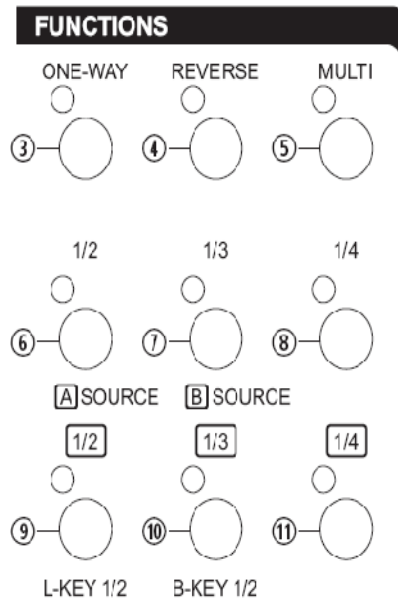 FUNCTIONS
ONE-WAY REVERSE MULTI
③ ④ ⑤
1/2 1/3 1/4
⑥ ⑦ ⑧
A SOURCE B SOURCE
1/2 1/3 1/4
⑨ ⑩ ⑪
L-KEY 1/2 B-KEY 1/2